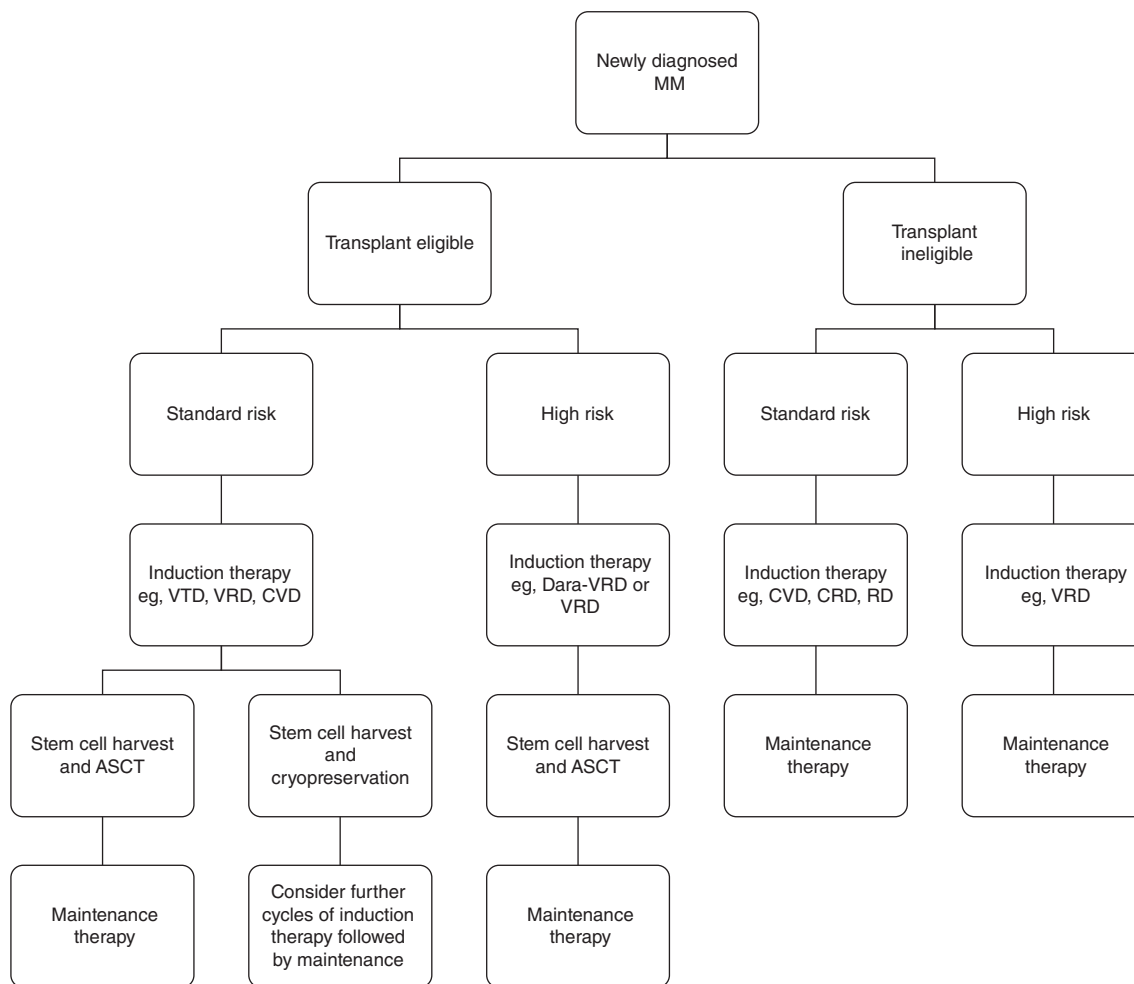 Newly diagnosed
MM
Transplant eligible
Transplant
ineligible
Standard risk
High risk
Standard risk
High risk
Induction therapy
eg, VTD, VRD, CVD
Induction therapy
eg, Dara-VRD or
VRD
Induction therapy
eg, CVD, CRD, RD
Induction therapy
eg, VRD
Stem cell harvest
and ASCT
Stem cell harvest
and
cryopreservation
Stem cell harvest
and ASCT
Maintenance
therapy
Maintenance
therapy
Maintenance
therapy
Consider further
cycles of induction
therapy followed
by maintenance
Maintenance
therapy